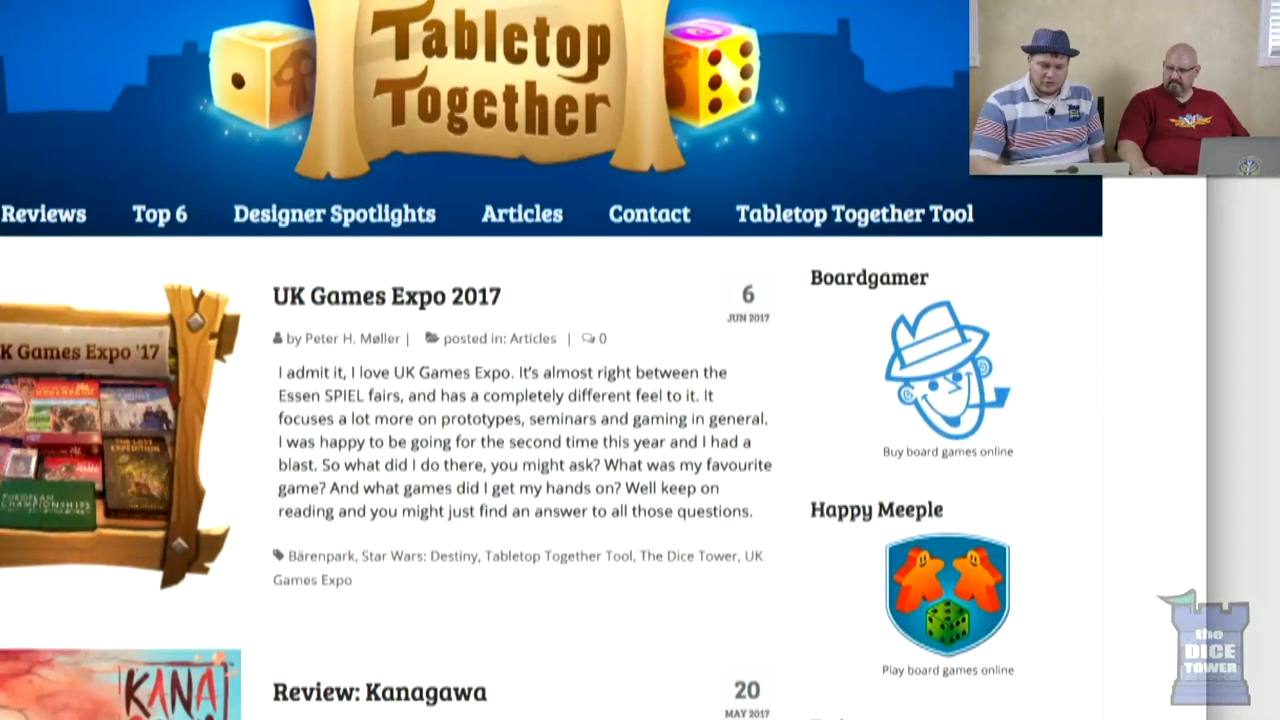 Tabletop
Together
Reviews Top 6 Designer Spotlights Articles Contact Tabletop Together Tool
K Games Expo '17
THE LOST
EXPEDITION
EUROPEAN
CHAMPIONSHIPS
UK Games Expo 2017
6
JUN 2017
by Peter H. Møller | posted in: Articles | 0
I admit it, I love UK Games Expo. It's almost right between the
Essen SPIEL fairs, and has a completely different feel to it. It
focuses a lot more on prototypes, seminars and gaming in general.
I was happy to be going for the second time this year and I had a
blast. So what did I do there, you might ask? What was my favourite
game? And what games did I get my hands on? Well keep on
reading and you might just find an answer to all those questions.
Bärenpark, Star Wars: Destiny, Tabletop Together Tool, The Dice Tower, UK
Games Expo
Boardgamer
Buy board games online
Happy Meeple
Play board games online
KANA
Review: Kanagawa
20
MAY 2017
the
DICE
TOWER